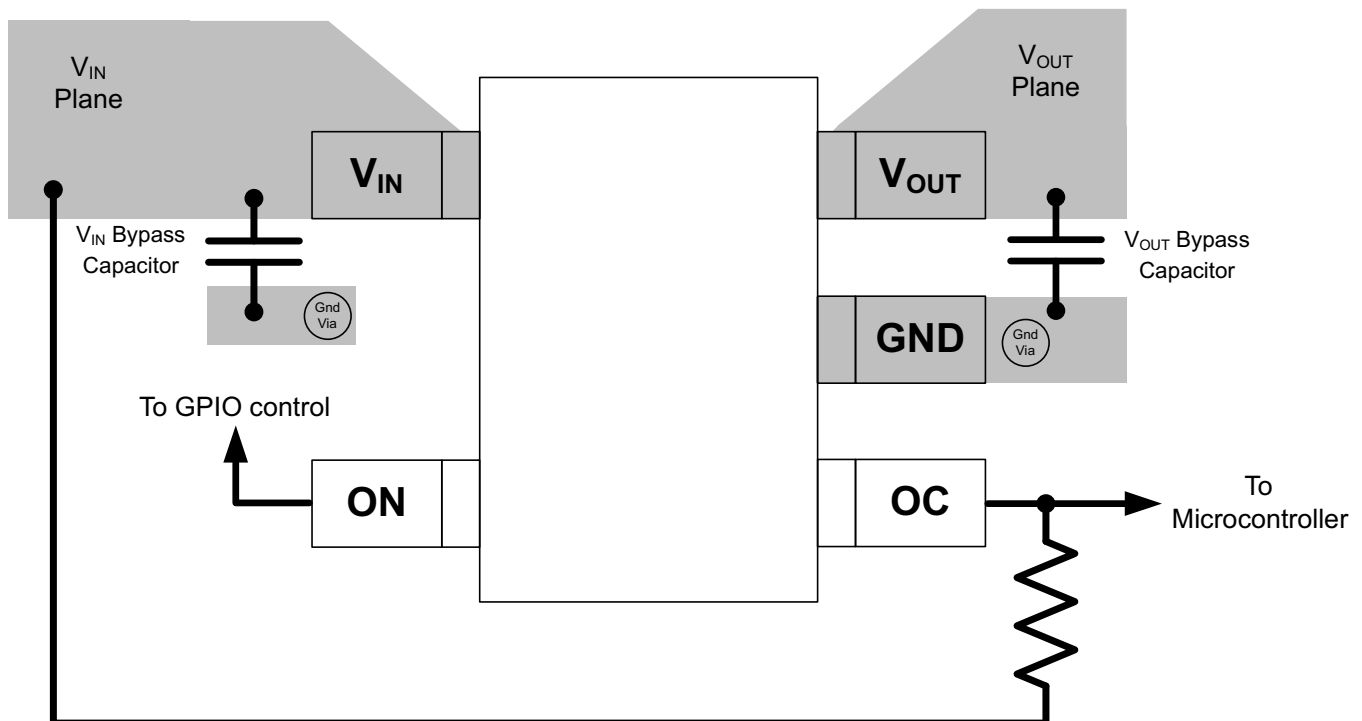 VIN
Plane
VOUT
Plane
VIN
VOUT
VIN Bypass
Capacitor
VOUT Bypass
Capacitor
Gnd
Via
GND
Gnd
Via
To GPIO control
ON
OC
To
Microcontroller